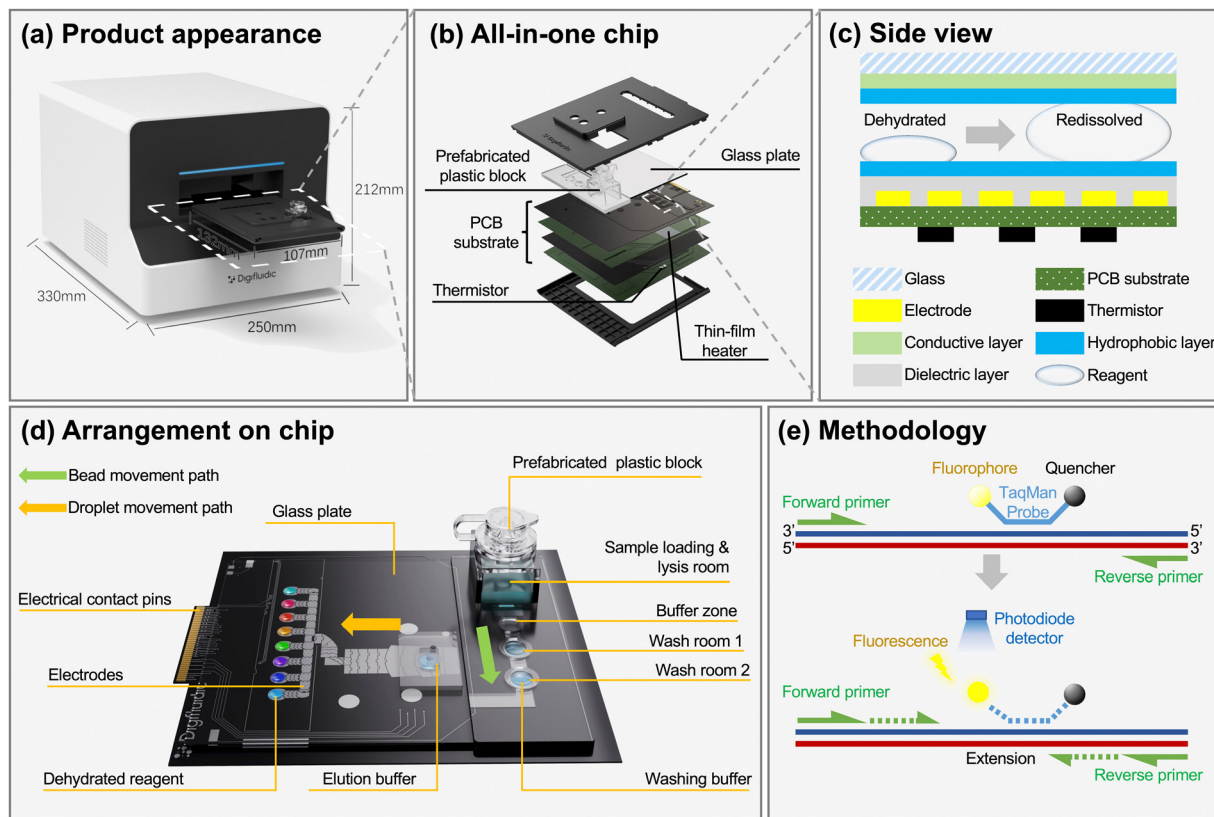 (a) Product appearance
212mm
132mm
107mm
Digifluidic
330mm
250mm
(b) All-in-one chip
Digifluidic
Prefabricated
plastic block
Glass plate
PCB
substrate
Thermistor
Thin-film
heater
(c) Side view
Dehydrated
Redissolved
Glass
PCB substrate
Electrode
Thermistor
Conductive layer
Hydrophobic layer
Dielectric layer
Reagent
(d) Arrangement on chip
Bead movement path
Droplet movement path
Prefabricated plastic block
Glass plate
Sample loading &
lysis room
Electrical contact pins
Buffer zone
Wash room 1
Electrodes
Wash room 2
Digifluidic
Dehydrated reagent
Elution buffer
Washing buffer
(e) Methodology
Fluorophore
Quencher
TaqMan
Probe
Forward primer
3’
5’
5’
3’
Reverse primer
Photodiode
detector
Fluorescence
Forward primer
Extension
Reverse primer